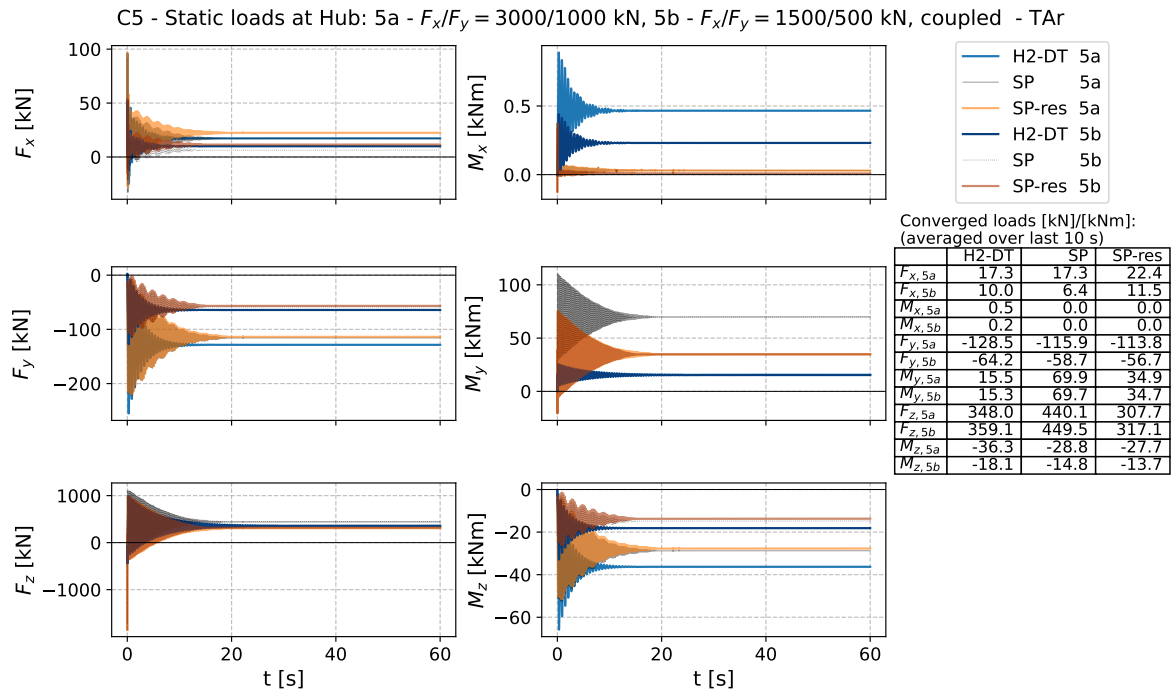 C5 - Static loads at Hub: 5a - Fx/Fy = 3000/1000 kN, 5b - Fx/Fy = 1500/500 kN, coupled - TAr
Fx [kN]
100
50
0
Mx [kNm]
0.5
0.0
H2-DT 5a
SP 5a
SP-res 5a
H2-DT 5b
SP 5b
SP-res 5b
Fy [kN]
0
−100
−200
My [kNm]
100
50
0
Converged loads [kN]/[kNm]:
(averaged over last 10 s)
H2-DT SP SP-res
Fx,5a 17.3 17.3 22.4
Fx,5b 10.0 6.4 11.5
Mx,5a 0.5 0.0 0.0
Mx,5b 0.2 0.0 0.0
Fy,5a -128.5 -115.9 -113.8
Fy,5b -64.2 -58.7 -56.7
My,5a 15.5 69.9 34.9
My,5b 15.3 69.7 34.7
Fz,5a 348.0 440.1 307.7
Fz,5b 359.1 449.5 317.1
Mz,5a -36.3 -28.8 -27.7
Mz,5b -18.1 -14.8 -13.7
Fz [kN]
1000
0
−1000
0 20 40 60
t [s]
Mz [kNm]
0
−20
−40
−60
0 20 40 60
t [s]